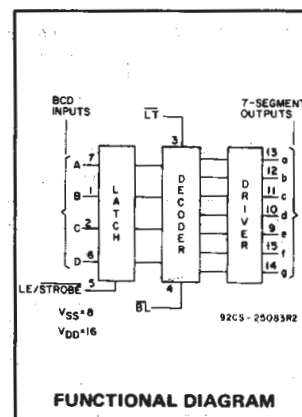 BCD
INPUTS
7-SEGMENT
OUTPUTS
LT
3
A 7
B 1
C 2
D 6
LATCH
DECODER
DRIVER
13 a
12 b
11 c
10 d
9 e
15 f
14 g
5
LE/STROBE
4
BL
VSS=8
VDD=16
92CS-25083R2
FUNCTIONAL DIAGRAM